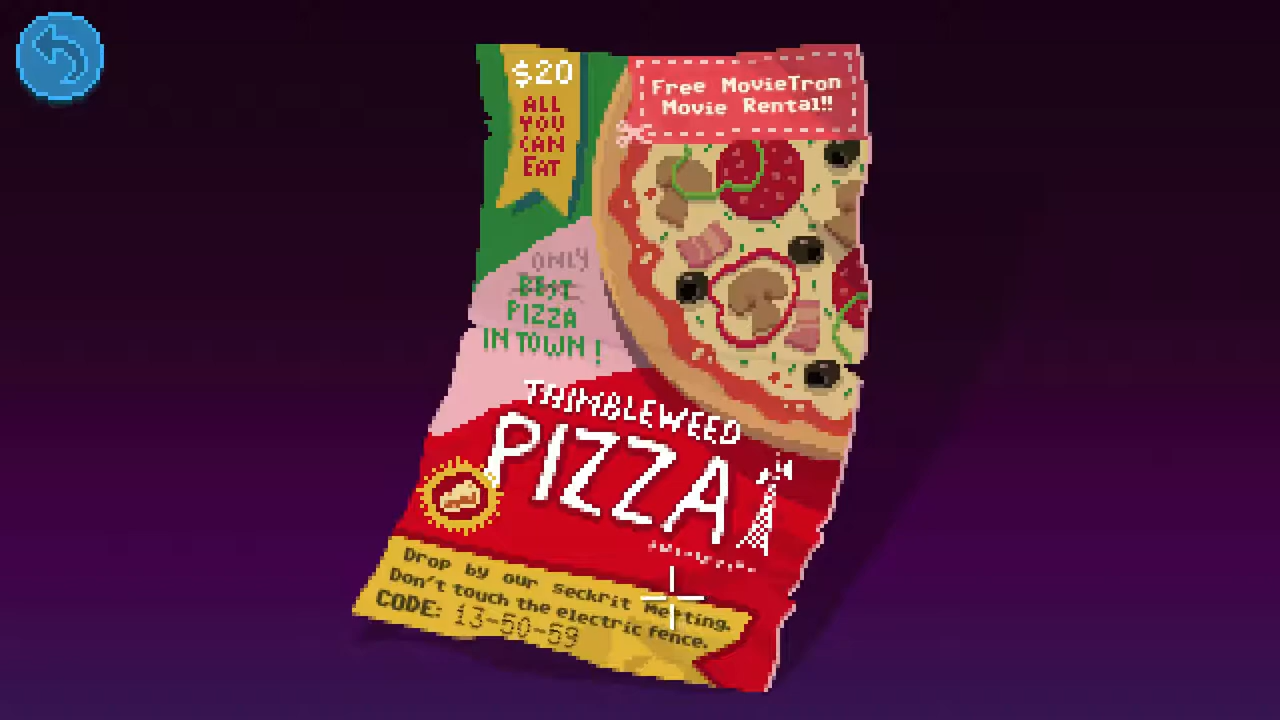 $20
ALL
YOU
CAN
EAT
Free MovieTron
Movie Rental!!
ONLY
BEST
PIZZA
IN TOWN!
THIMBLEWEED
PIZZA
Drop by our seckrit Meeting.
Don't touch the electric fence.
CODE: 13-50-59